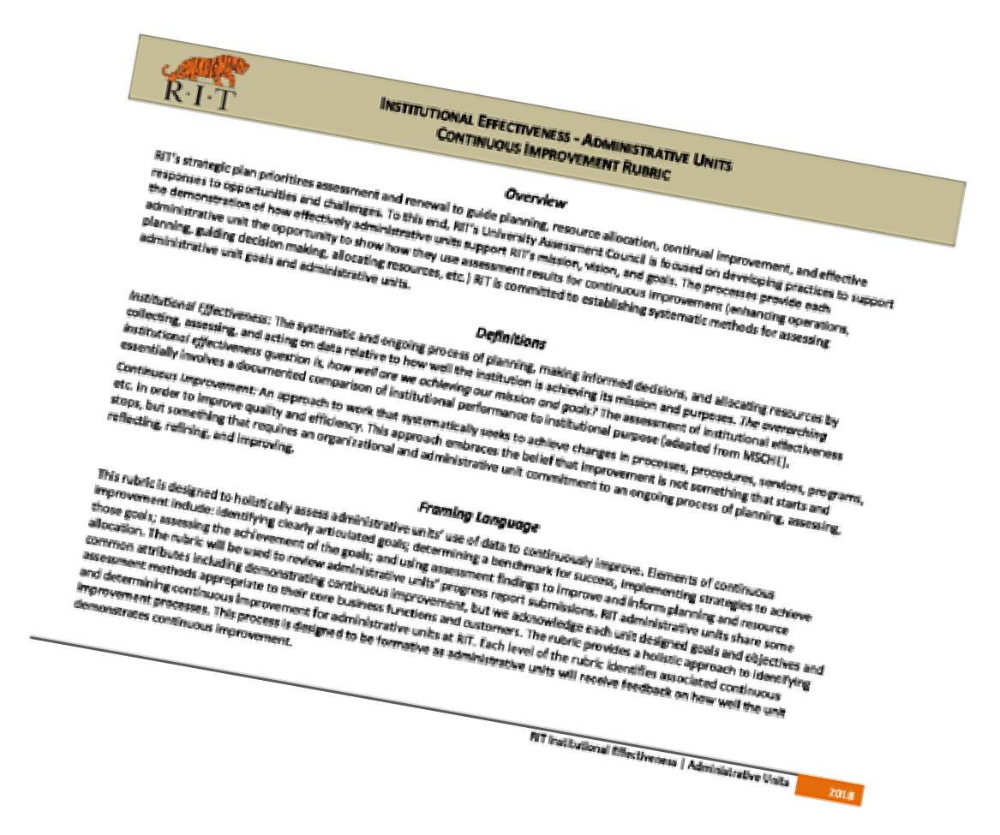 R·I·T
INSTITUTIONAL EFFECTIVENESS - ADMINISTRATIVE UNITS
CONTINUOUS IMPROVEMENT RUBRIC
Overview
RIT's strategic plan prioritizes assessment and renewal to guide planning, resource allocation, continual improvement, and effective
responses to opportunities and challenges. To this end, RIT's University Assessment Council is focused on developing practices to support
the demonstration of how effectively administrative units support RIT's mission, vision, and goals. The processes provide each
administrative unit the opportunity to show how they use assessment results for continuous improvement (enhancing operations,
planning, guiding decision making, allocating resources, etc.) RIT is committed to establishing systematic methods for assessing
administrative unit goals and administrative units.
Definitions
Institutional Effectiveness: The systematic and ongoing process of planning, making informed decisions, and allocating resources by
collecting, assessing, and acting on data relative to how well the institution is achieving its mission and purposes. The overarching
institutional effectiveness question is, how well are we achieving our mission and goals? The assessment of institutional effectiveness
essentially involves a documented comparison of institutional performance to institutional purpose (adapted from MSCHE).
Continuous Improvement: An approach to work that systematically seeks to achieve changes in processes, procedures, services, programs,
etc. in order to improve quality and efficiency. This approach embraces the belief that improvement is not something that starts and
stops, but something that requires an organizational and administrative unit commitment to an ongoing process of planning, assessing,
reflecting, refining, and improving.
Framing Language
This rubric is designed to holistically assess administrative units' use of data to continuously improve. Elements of continuous
improvement include: identifying clearly articulated goals; determining a benchmark for success, implementing strategies to achieve
those goals; assessing the achievement of the goals; and using assessment findings to improve and inform planning and resource
allocation. The rubric will be used to review administrative units' progress report submissions. RIT administrative units share some
common attributes including demonstrating continuous improvement, but we acknowledge each unit designed goals and objectives and
assessment methods appropriate to their core business functions and customers. The rubric provides a holistic approach to identifying
and determining continuous improvement for administrative units at RIT. Each level of the rubric identifies associated continuous
improvement processes. This process is designed to be formative as administrative units will receive feedback on how well the unit
demonstrates continuous improvement.
RIT Institutional Effectiveness | Administrative Units
2018